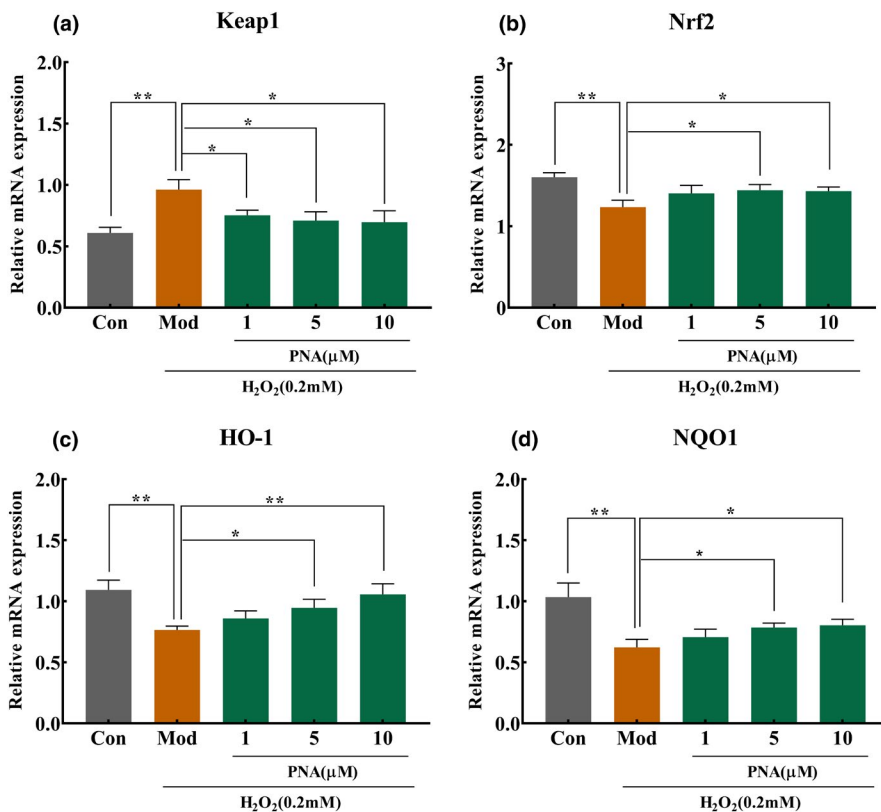 (a) Keap1
Relative mRNA expression
2.0
1.5
1.0
0.5
0.0
** * * *
Con Mod 1 5 10
PNA(μM)
H₂O₂(0.2mM)
(b) Nrf2
Relative mRNA expression
3
2
1
0
** * *
Con Mod 1 5 10
PNA(μM)
H₂O₂(0.2mM)
(c) HO-1
Relative mRNA expression
2.0
1.5
1.0
0.5
0.0
** ** *
Con Mod 1 5 10
PNA(μM)
H₂O₂(0.2mM)
(d) NQO1
Relative mRNA expression
2.0
1.5
1.0
0.5
0.0
** * *
Con Mod 1 5 10
PNA(μM)
H₂O₂(0.2mM)